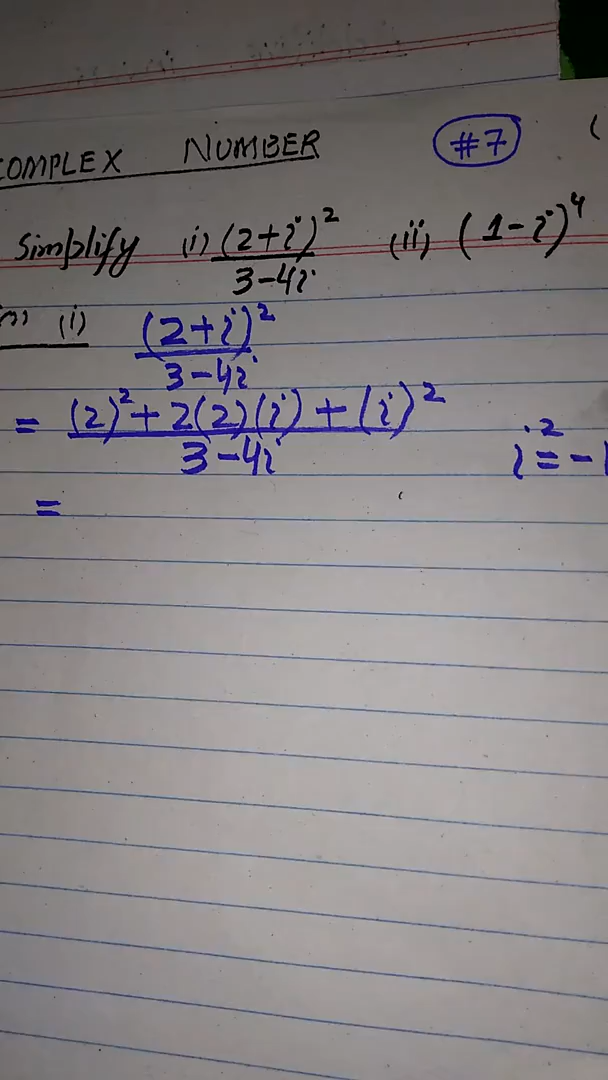 COMPLEX NUMBER #7
Simplify (i) (2+i)^2 / 3-4i (ii) (1-i)^4
(i) (2+i)^2 / 3-4i
= (2)^2 + 2(2)(i) + (i)^2 / 3-4i i^2 = -1
=